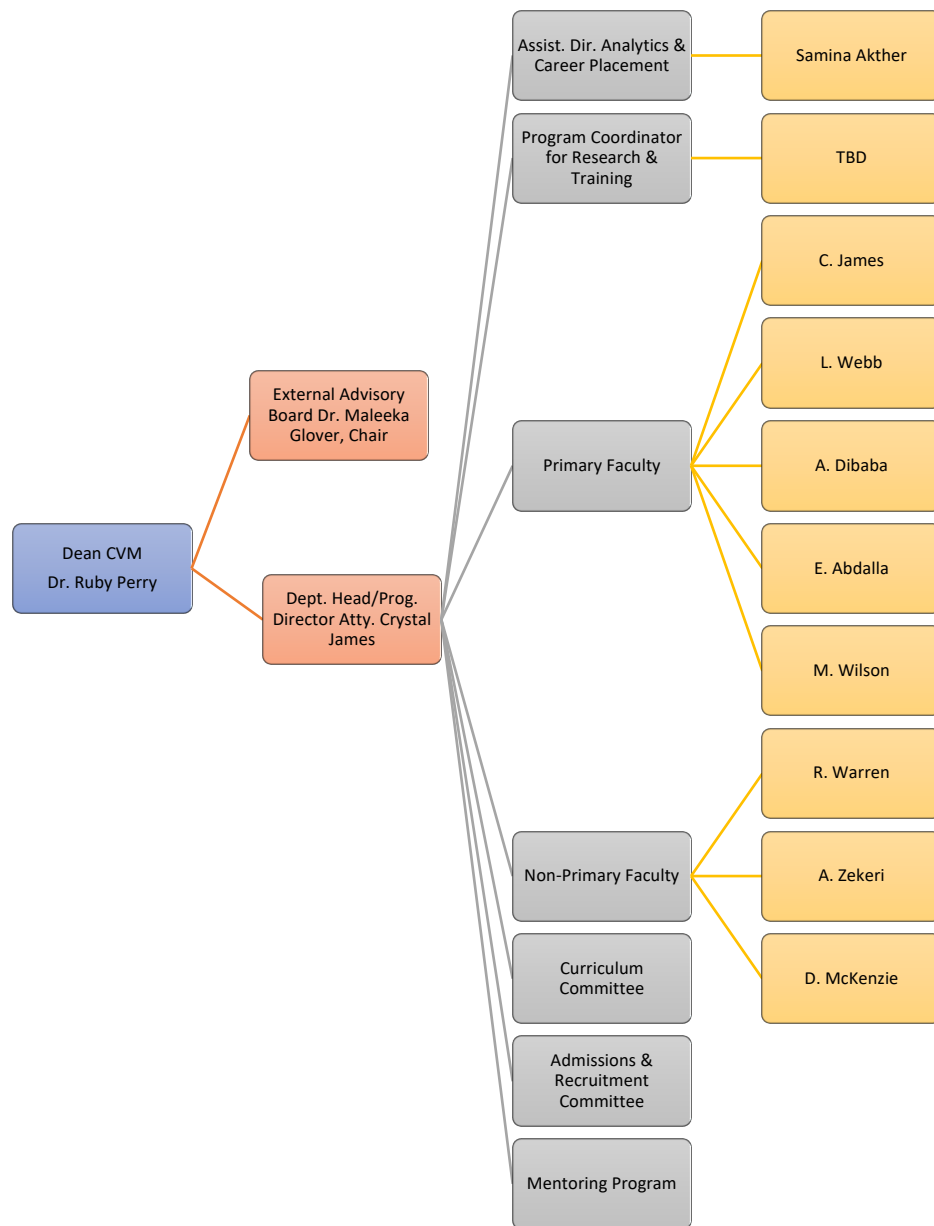 Assist. Dir. Analytics &
Career Placement
Samina Akther
Program Coordinator
for Research &
Training
TBD
C. James
L. Webb
External Advisory
Board Dr. Maleeka
Glover, Chair
Primary Faculty
A. Dibaba
Dean CVM
Dr. Ruby Perry
E. Abdalla
Dept. Head/Prog.
Director Atty. Crystal
James
M. Wilson
R. Warren
Non-Primary Faculty
A. Zekeri
Curriculum
Committee
D. McKenzie
Admissions &
Recruitment
Committee
Mentoring Program